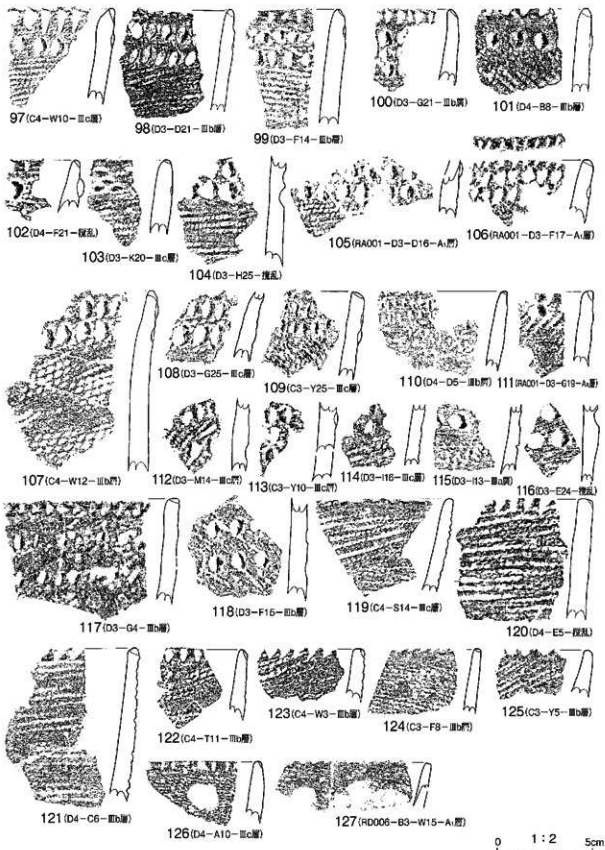 97(C4-W10-Ⅲc層)
98(D3-D21-Ⅲb層)
99(D3-F14-Ⅲb層)
100(D3-G21-Ⅲb層)
101(D4-B8-Ⅲb層)
102(D4-F21-撹乱)
103(D3-K20-Ⅲc層)
104(D3-H25-撹乱)
105(RA001-D3-D16-A₁層)
106(RA001-D3-F17-A₁層)
107(C4-W12-Ⅲb層)
108(D3-G25-Ⅲc層)
109(C3-Y25-Ⅲc層)
110(D4-D5-Ⅲb層)
111(RA001-D3-G19-A₁層)
112(D3-M14-Ⅲc層)
113(C3-Y10-Ⅲc層)
114(D3-I16-Ⅲc層)
115(D3-I13-Ⅲa層)
116(D3-E24-撹乱)
117(D3-G4-Ⅲb層)
118(D3-F15-Ⅲb層)
119(C4-S14-Ⅲc層)
120(D4-E5-撹乱)
121(D4-C6-Ⅲb層)
122(C4-T11-Ⅲb層)
123(C4-W3-Ⅲb層)
124(C3-F8-Ⅲb層)
125(C3-Y5-Ⅲb層)
126(D4-A10-Ⅲc層)
127(RD006-B3-W15-A₁層)
0 1:2 5cm